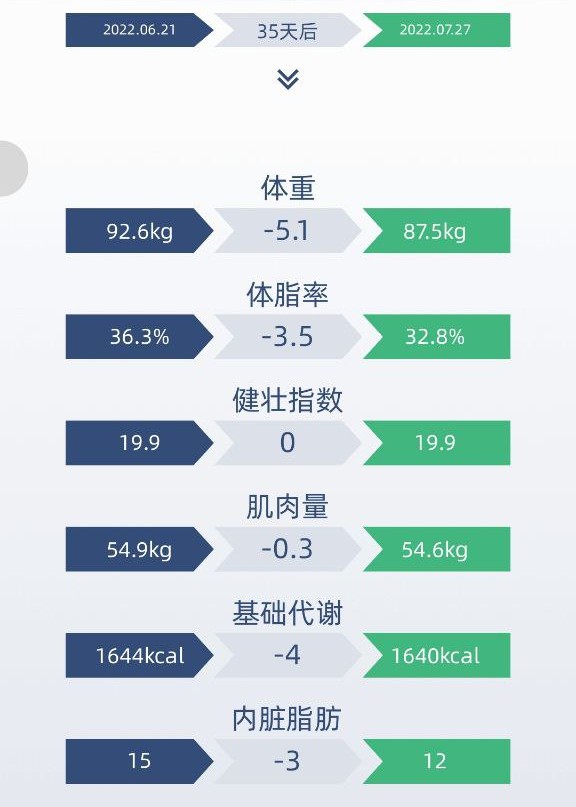 2022.06.21 35天后 2022.07.27
体重
92.6kg -5.1 87.5kg
体脂率
36.3% -3.5 32.8%
健壮指数
19.9 0 19.9
肌肉量
54.9kg -0.3 54.6kg
基础代谢
1644kcal -4 1640kcal
内脏脂肪
15 -3 12